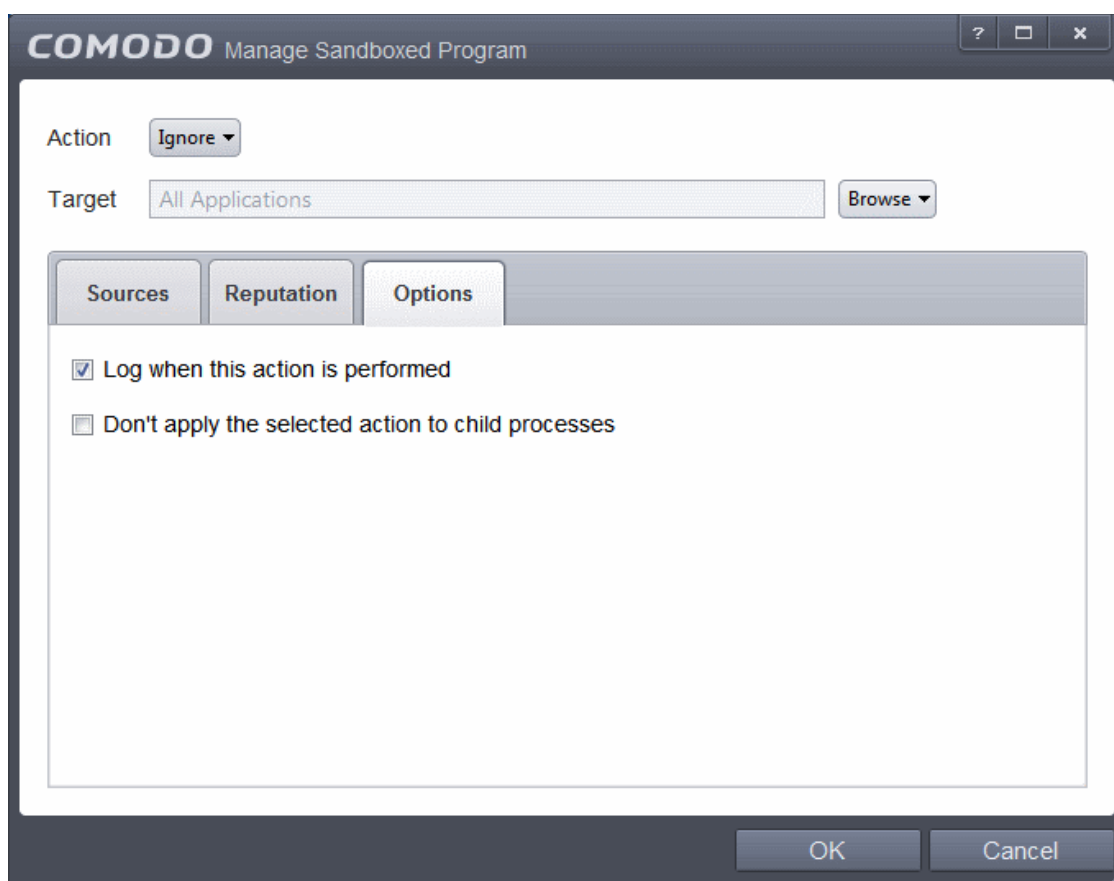 COMODO Manage Sandboxed Program ?
Action Ignore
Target All Applications Browse
Sources Reputation Options
Log when this action is performed
Don't apply the selected action to child processes
OK Cancel